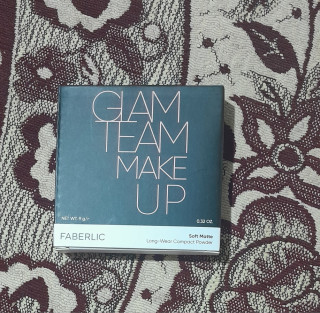 GLAM
TEAM
MAKE
UP
NET WT. 9 g ℮ 0.32 OZ.
FABERLIC Soft Matte
Long-Wear Compact Powder